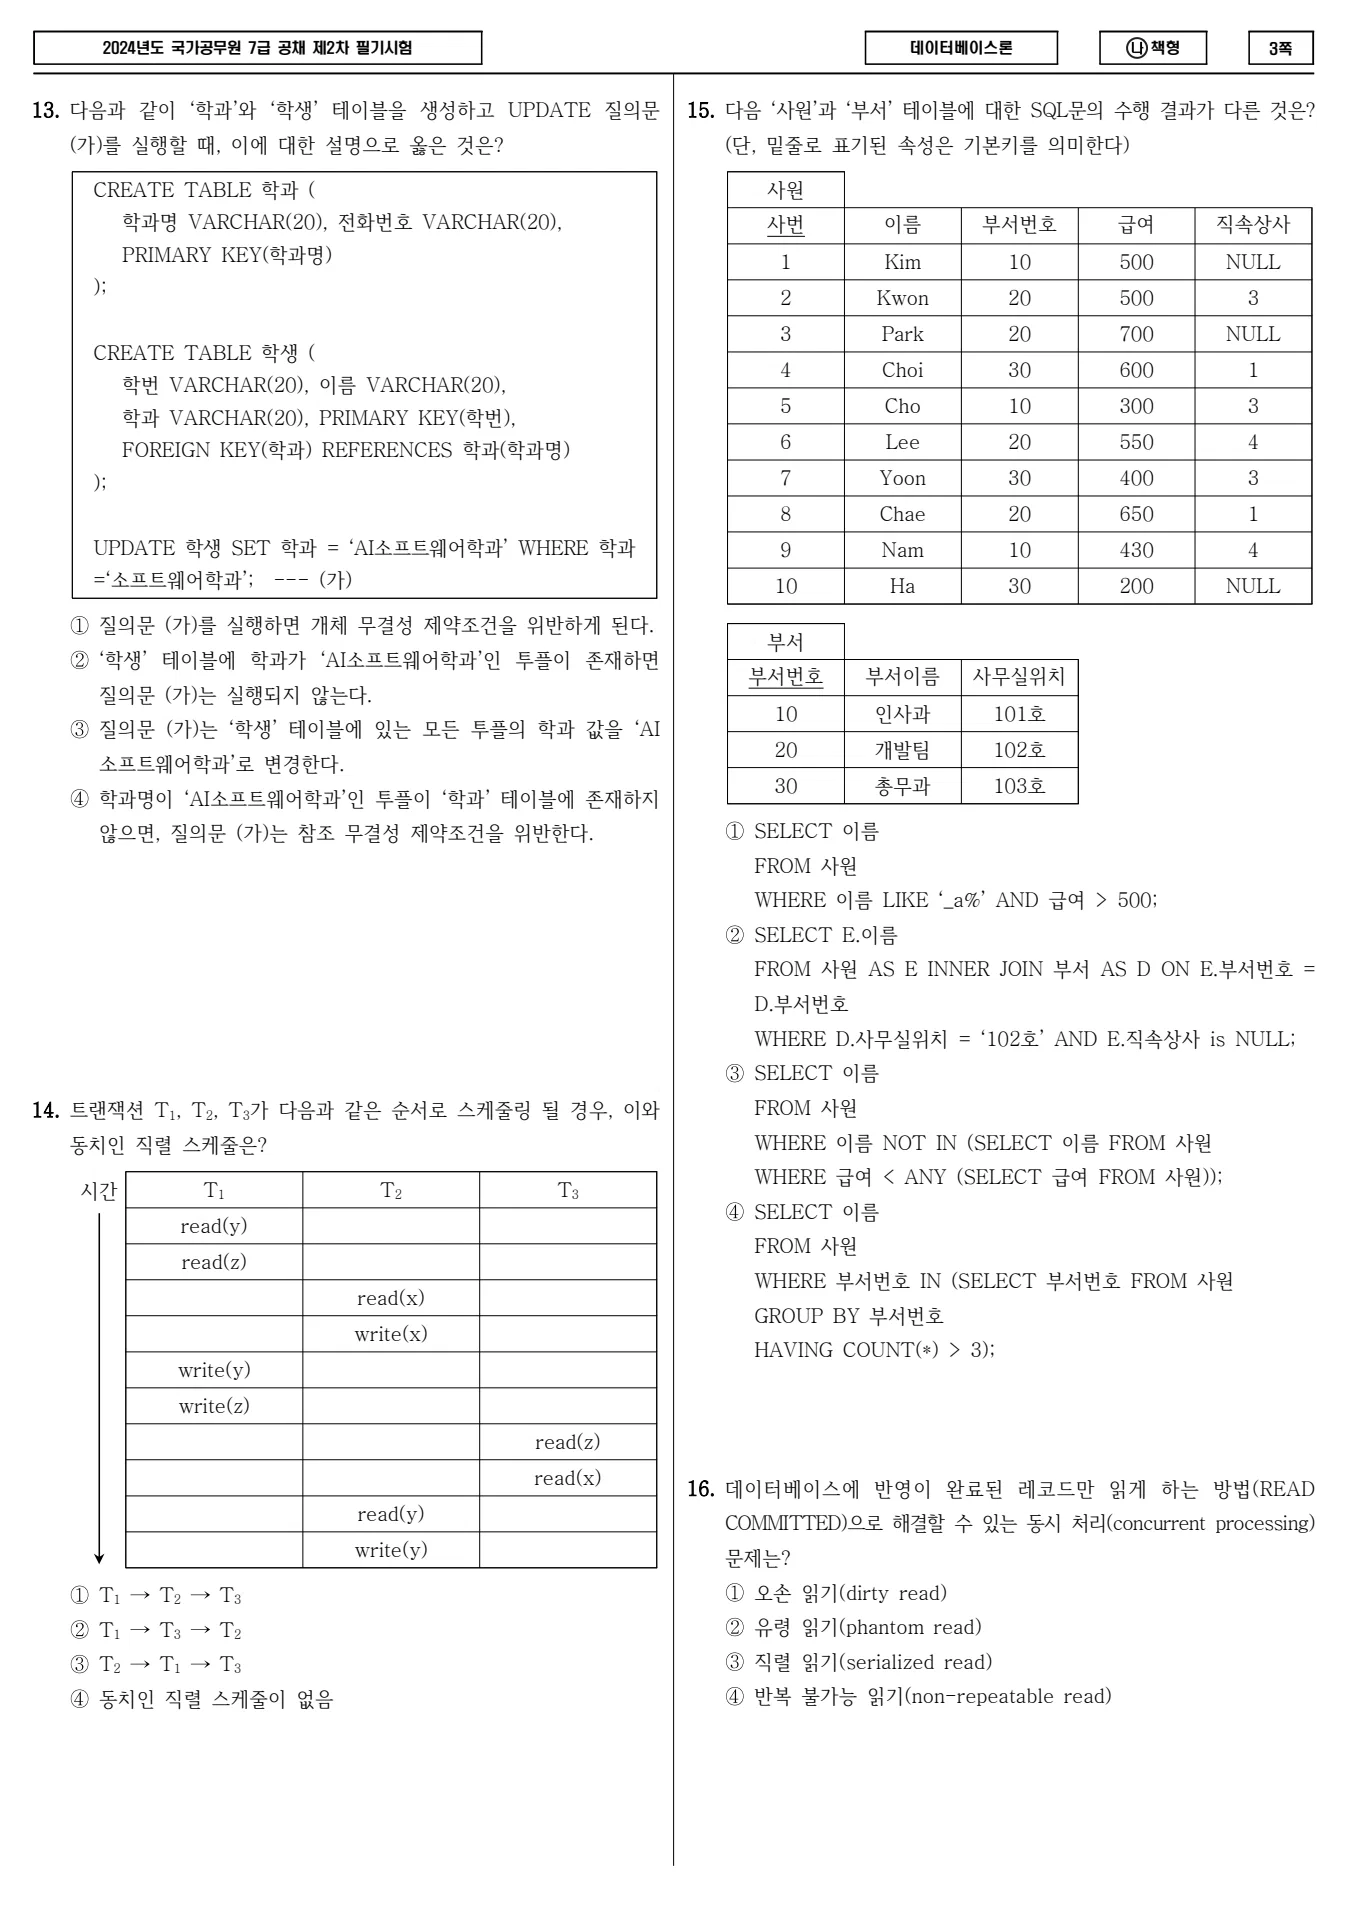 2024년도 국가공무원 7급 공채 제2차 필기시험
데이터베이스론
㉯책형
3쪽
13. 다음과 같이 ‘학과’와 ‘학생’ 테이블을 생성하고 UPDATE 질의문
(가)를 실행할 때, 이에 대한 설명으로 옳은 것은?
CREATE TABLE 학과 (
학과명 VARCHAR(20), 전화번호 VARCHAR(20),
PRIMARY KEY(학과명)
);
CREATE TABLE 학생 (
학번 VARCHAR(20), 이름 VARCHAR(20),
학과 VARCHAR(20), PRIMARY KEY(학번),
FOREIGN KEY(학과) REFERENCES 학과(학과명)
);
UPDATE 학생 SET 학과 = ‘AI소프트웨어학과’ WHERE 학과
=‘소프트웨어학과’; --- (가)
① 질의문 (가)를 실행하면 개체 무결성 제약조건을 위반하게 된다.
② ‘학생’ 테이블에 학과가 ‘AI소프트웨어학과’인 투플이 존재하면
질의문 (가)는 실행되지 않는다.
③ 질의문 (가)는 ‘학생’ 테이블에 있는 모든 투플의 학과 값을 ‘AI
소프트웨어학과’로 변경한다.
④ 학과명이 ‘AI소프트웨어학과’인 투플이 ‘학과’ 테이블에 존재하지
않으면, 질의문 (가)는 참조 무결성 제약조건을 위반한다.
14. 트랜잭션 T₁, T₂, T₃가 다음과 같은 순서로 스케줄링 될 경우, 이와
동치인 직렬 스케줄은?
시간 T₁ T₂ T₃
read(y)
read(z)
read(x)
write(x)
write(y)
write(z)
read(z)
read(x)
read(y)
write(y)
① T₁ → T₂ → T₃
② T₁ → T₃ → T₂
③ T₂ → T₁ → T₃
④ 동치인 직렬 스케줄이 없음
15. 다음 ‘사원’과 ‘부서’ 테이블에 대한 SQL문의 수행 결과가 다른 것은?
(단, 밑줄로 표기된 속성은 기본키를 의미한다)
사원
사번 이름 부서번호 급여 직속상사
1 Kim 10 500 NULL
2 Kwon 20 500 3
3 Park 20 700 NULL
4 Choi 30 600 1
5 Cho 10 300 3
6 Lee 20 550 4
7 Yoon 30 400 3
8 Chae 20 650 1
9 Nam 10 430 4
10 Ha 30 200 NULL
부서
부서번호 부서이름 사무실위치
10 인사과 101호
20 개발팀 102호
30 총무과 103호
① SELECT 이름
FROM 사원
WHERE 이름 LIKE ‘_a%’ AND 급여 > 500;
② SELECT E.이름
FROM 사원 AS E INNER JOIN 부서 AS D ON E.부서번호 =
D.부서번호
WHERE D.사무실위치 = ‘102호’ AND E.직속상사 is NULL;
③ SELECT 이름
FROM 사원
WHERE 이름 NOT IN (SELECT 이름 FROM 사원
WHERE 급여 < ANY (SELECT 급여 FROM 사원));
④ SELECT 이름
FROM 사원
WHERE 부서번호 IN (SELECT 부서번호 FROM 사원
GROUP BY 부서번호
HAVING COUNT(*) > 3);
16. 데이터베이스에 반영이 완료된 레코드만 읽게 하는 방법(READ
COMMITTED)으로 해결할 수 있는 동시 처리(concurrent processing)
문제는?
① 오손 읽기(dirty read)
② 유령 읽기(phantom read)
③ 직렬 읽기(serialized read)
④ 반복 불가능 읽기(non-repeatable read)